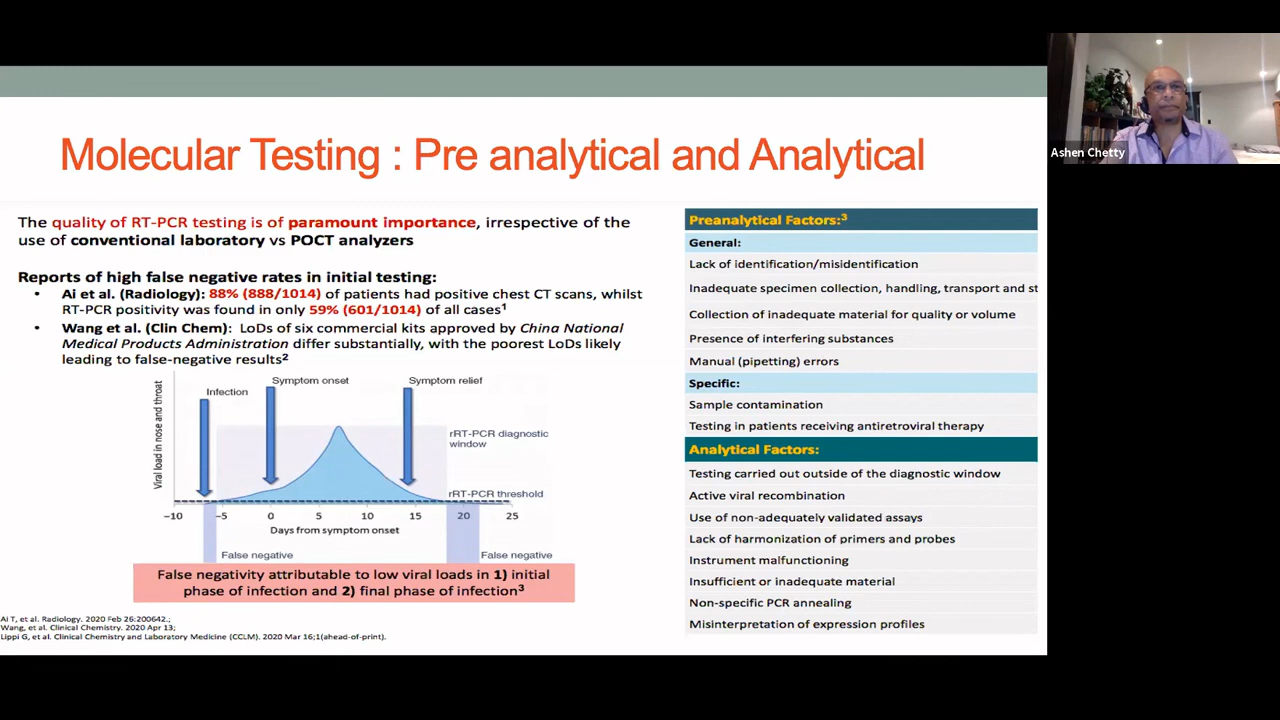 Molecular Testing : Pre analytical and Analytical
The quality of RT-PCR testing is of paramount importance, irrespective of the
use of conventional laboratory vs POCT analyzers
Reports of high false negative rates in initial testing:
• Ai et al. (Radiology): 88% (888/1014) of patients had positive chest CT scans, whilst
RT-PCR positivity was found in only 59% (601/1014) of all cases1
• Wang et al. (Clin Chem): LoDs of six commercial kits approved by China National
Medical Products Administration differ substantially, with the poorest LoDs likely
leading to false-negative results2
Viral load in nose and throat
Infection
Symptom onset
Symptom relief
rRT-PCR diagnostic
window
rRT-PCR threshold
−10 −5 0 5 10 15 20 25
Days from symptom onset
False negative
False negative
False negativity attributable to low viral loads in 1) initial
phase of infection and 2) final phase of infection3
Ai T, et al. Radiology. 2020 Feb 26:200642.;
Wang, et al. Clinical Chemistry. 2020 Apr 13;
Lippi G, et al. Clinical Chemistry and Laboratory Medicine (CCLM). 2020 Mar 16;1(ahead-of-print).
Preanalytical Factors:3
General:
Lack of identification/misidentification
Inadequate specimen collection, handling, transport and st
Collection of inadequate material for quality or volume
Presence of interfering substances
Manual (pipetting) errors
Specific:
Sample contamination
Testing in patients receiving antiretroviral therapy
Analytical Factors:
Testing carried out outside of the diagnostic window
Active viral recombination
Use of non-adequately validated assays
Lack of harmonization of primers and probes
Instrument malfunctioning
Insufficient or inadequate material
Non-specific PCR annealing
Misinterpretation of expression profiles
Ashen Chetty